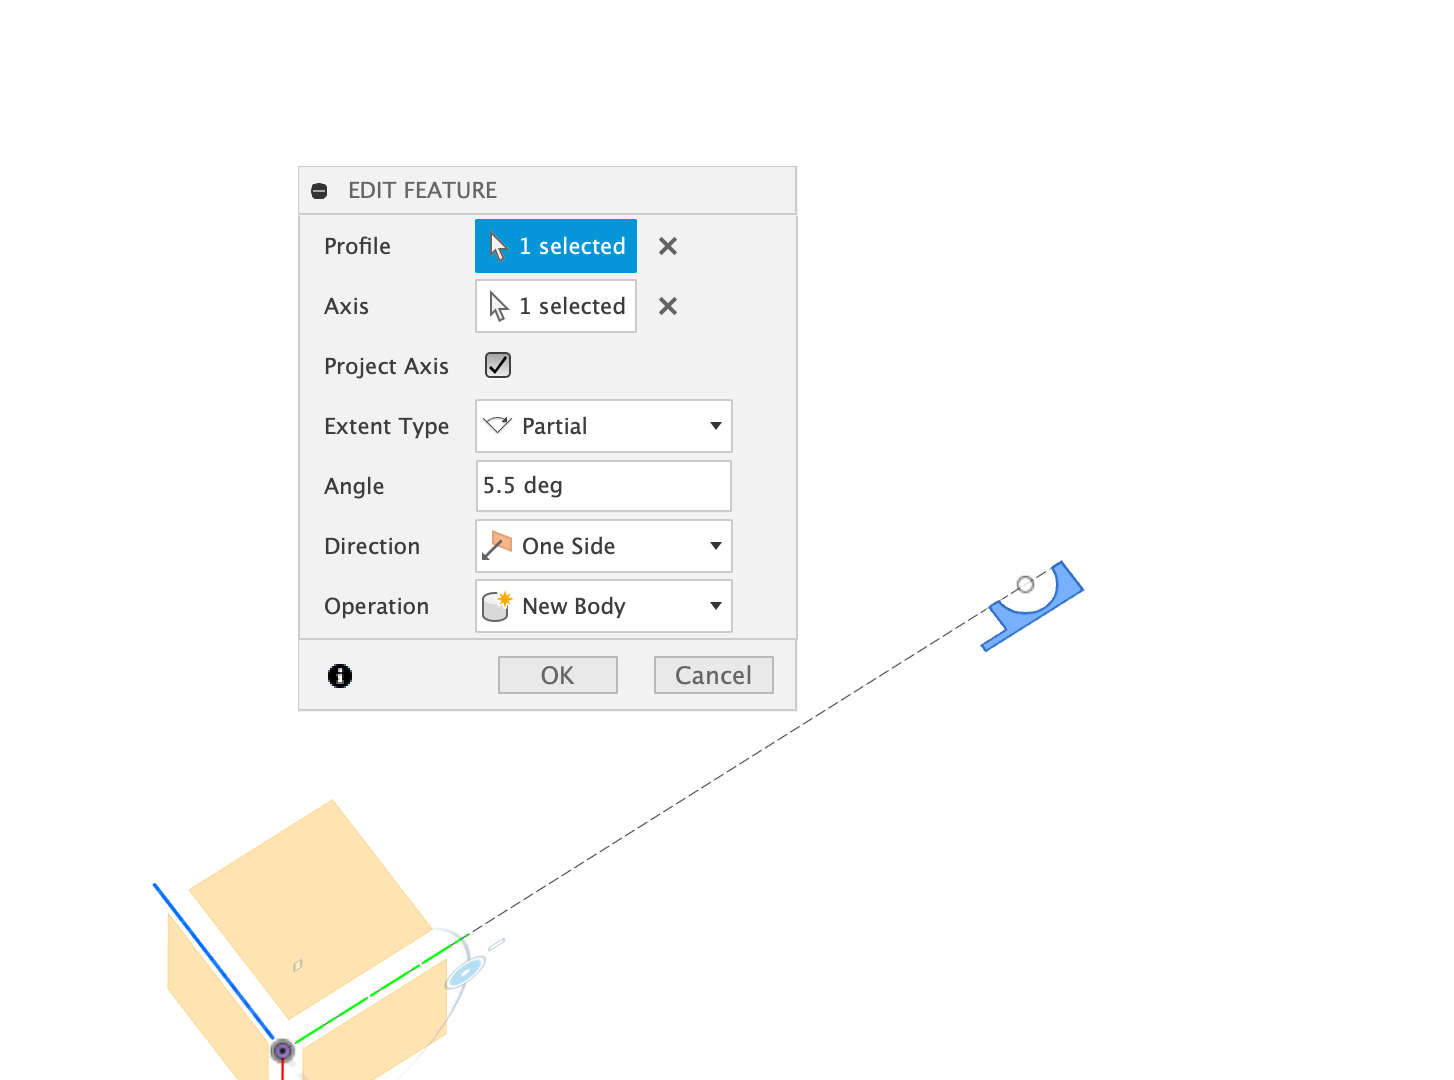 EDIT FEATURE
Profile 1 selected
Axis 1 selected
Project Axis
Extent Type Partial
Angle 5.5 deg
Direction One Side
Operation New Body
OK Cancel